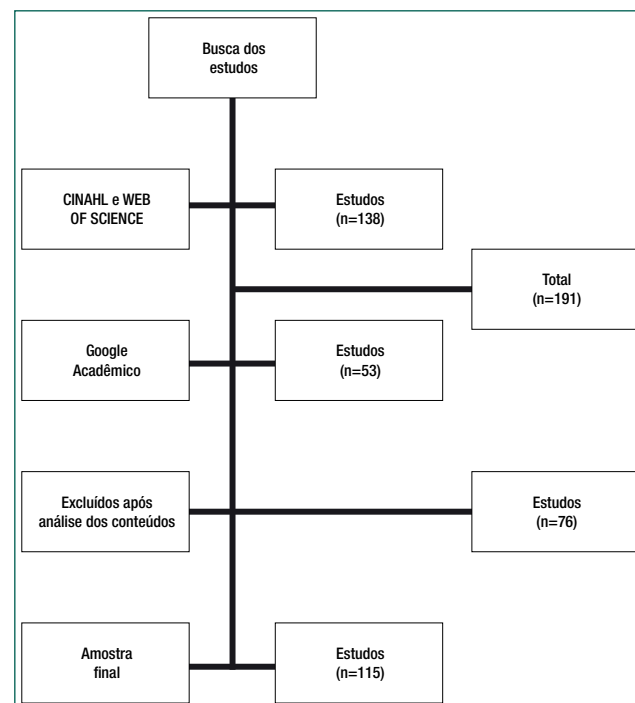 Busca dos
estudos
CINAHL e WEB
OF SCIENCE
Estudos
(n=138)
Total
(n=191)
Google
Acadêmico
Estudos
(n=53)
Excluídos após
análise dos conteúdos
Estudos
(n=76)
Amostra
final
Estudos
(n=115)